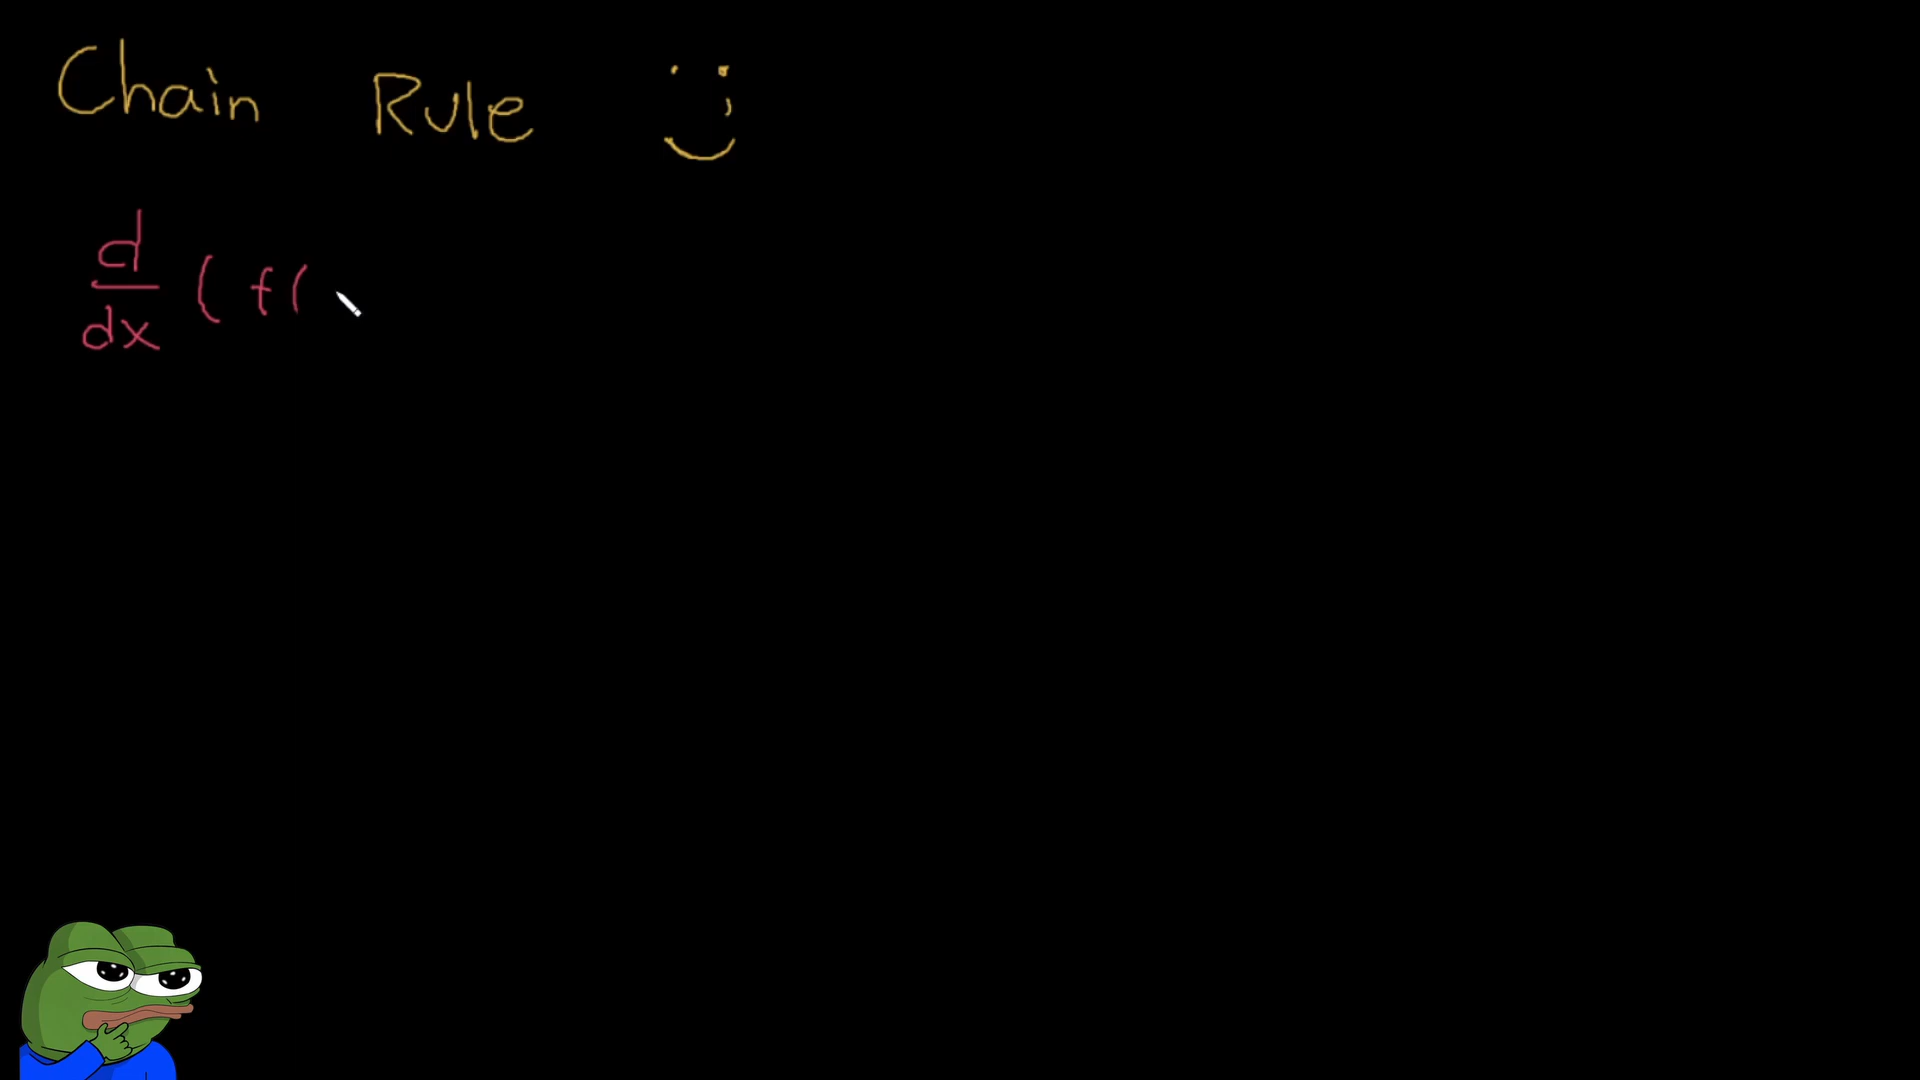 Chain Rule :)
d/dx ( f(